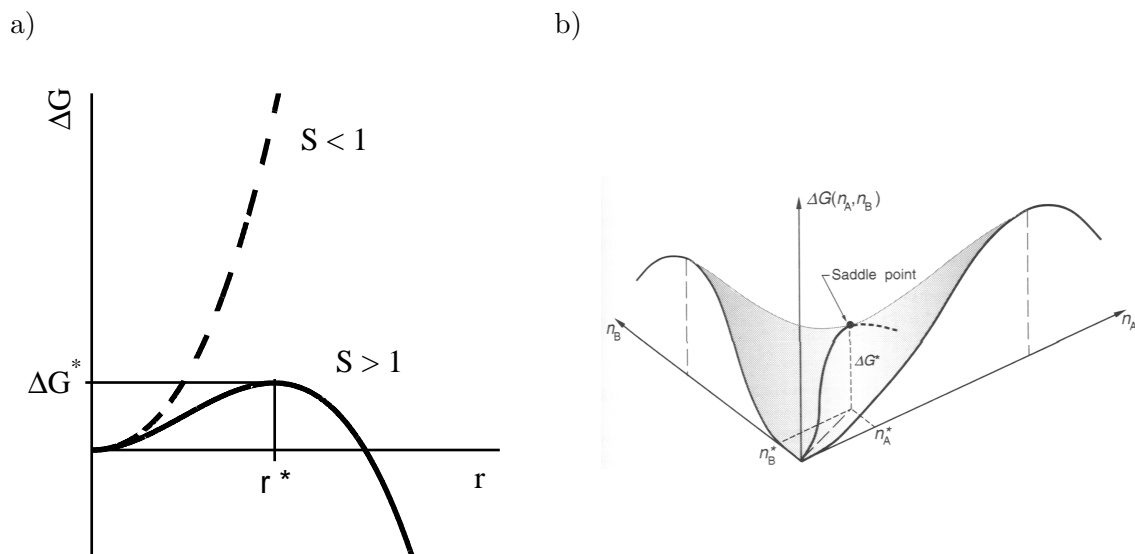 a)
b)
ΔG
S < 1
ΔG*
S > 1
r *
r
ΔG(nA,nB)
Saddle point
nB
nA
ΔG*
nB*
nA*